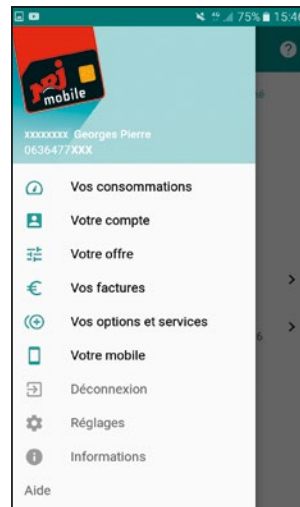 75% 15:46
NRJ
mobile
xxxxxxxx Georges Pierre
0636477XXX
Vos consommations
Votre compte
Votre offre
Vos factures
Vos options et services
Votre mobile
Déconnexion
Réglages
Informations
Aide